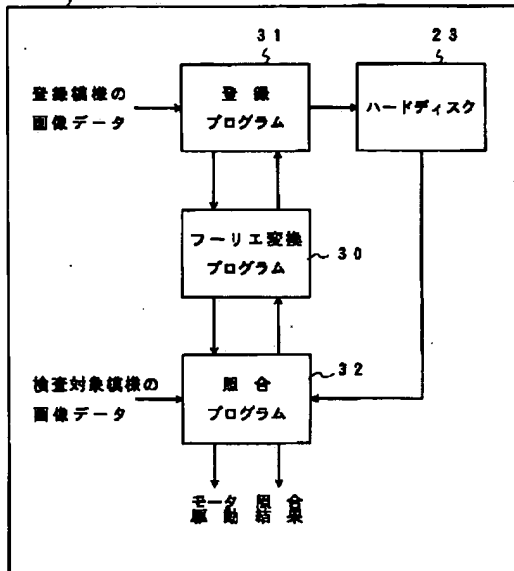 31
23
登録模様の
画像データ
登録
プログラム
ハードディスク
フーリエ変換
プログラム
30
検査対象模様の
画像データ
照合
プログラム
32
モータ
駆動
照合
結果